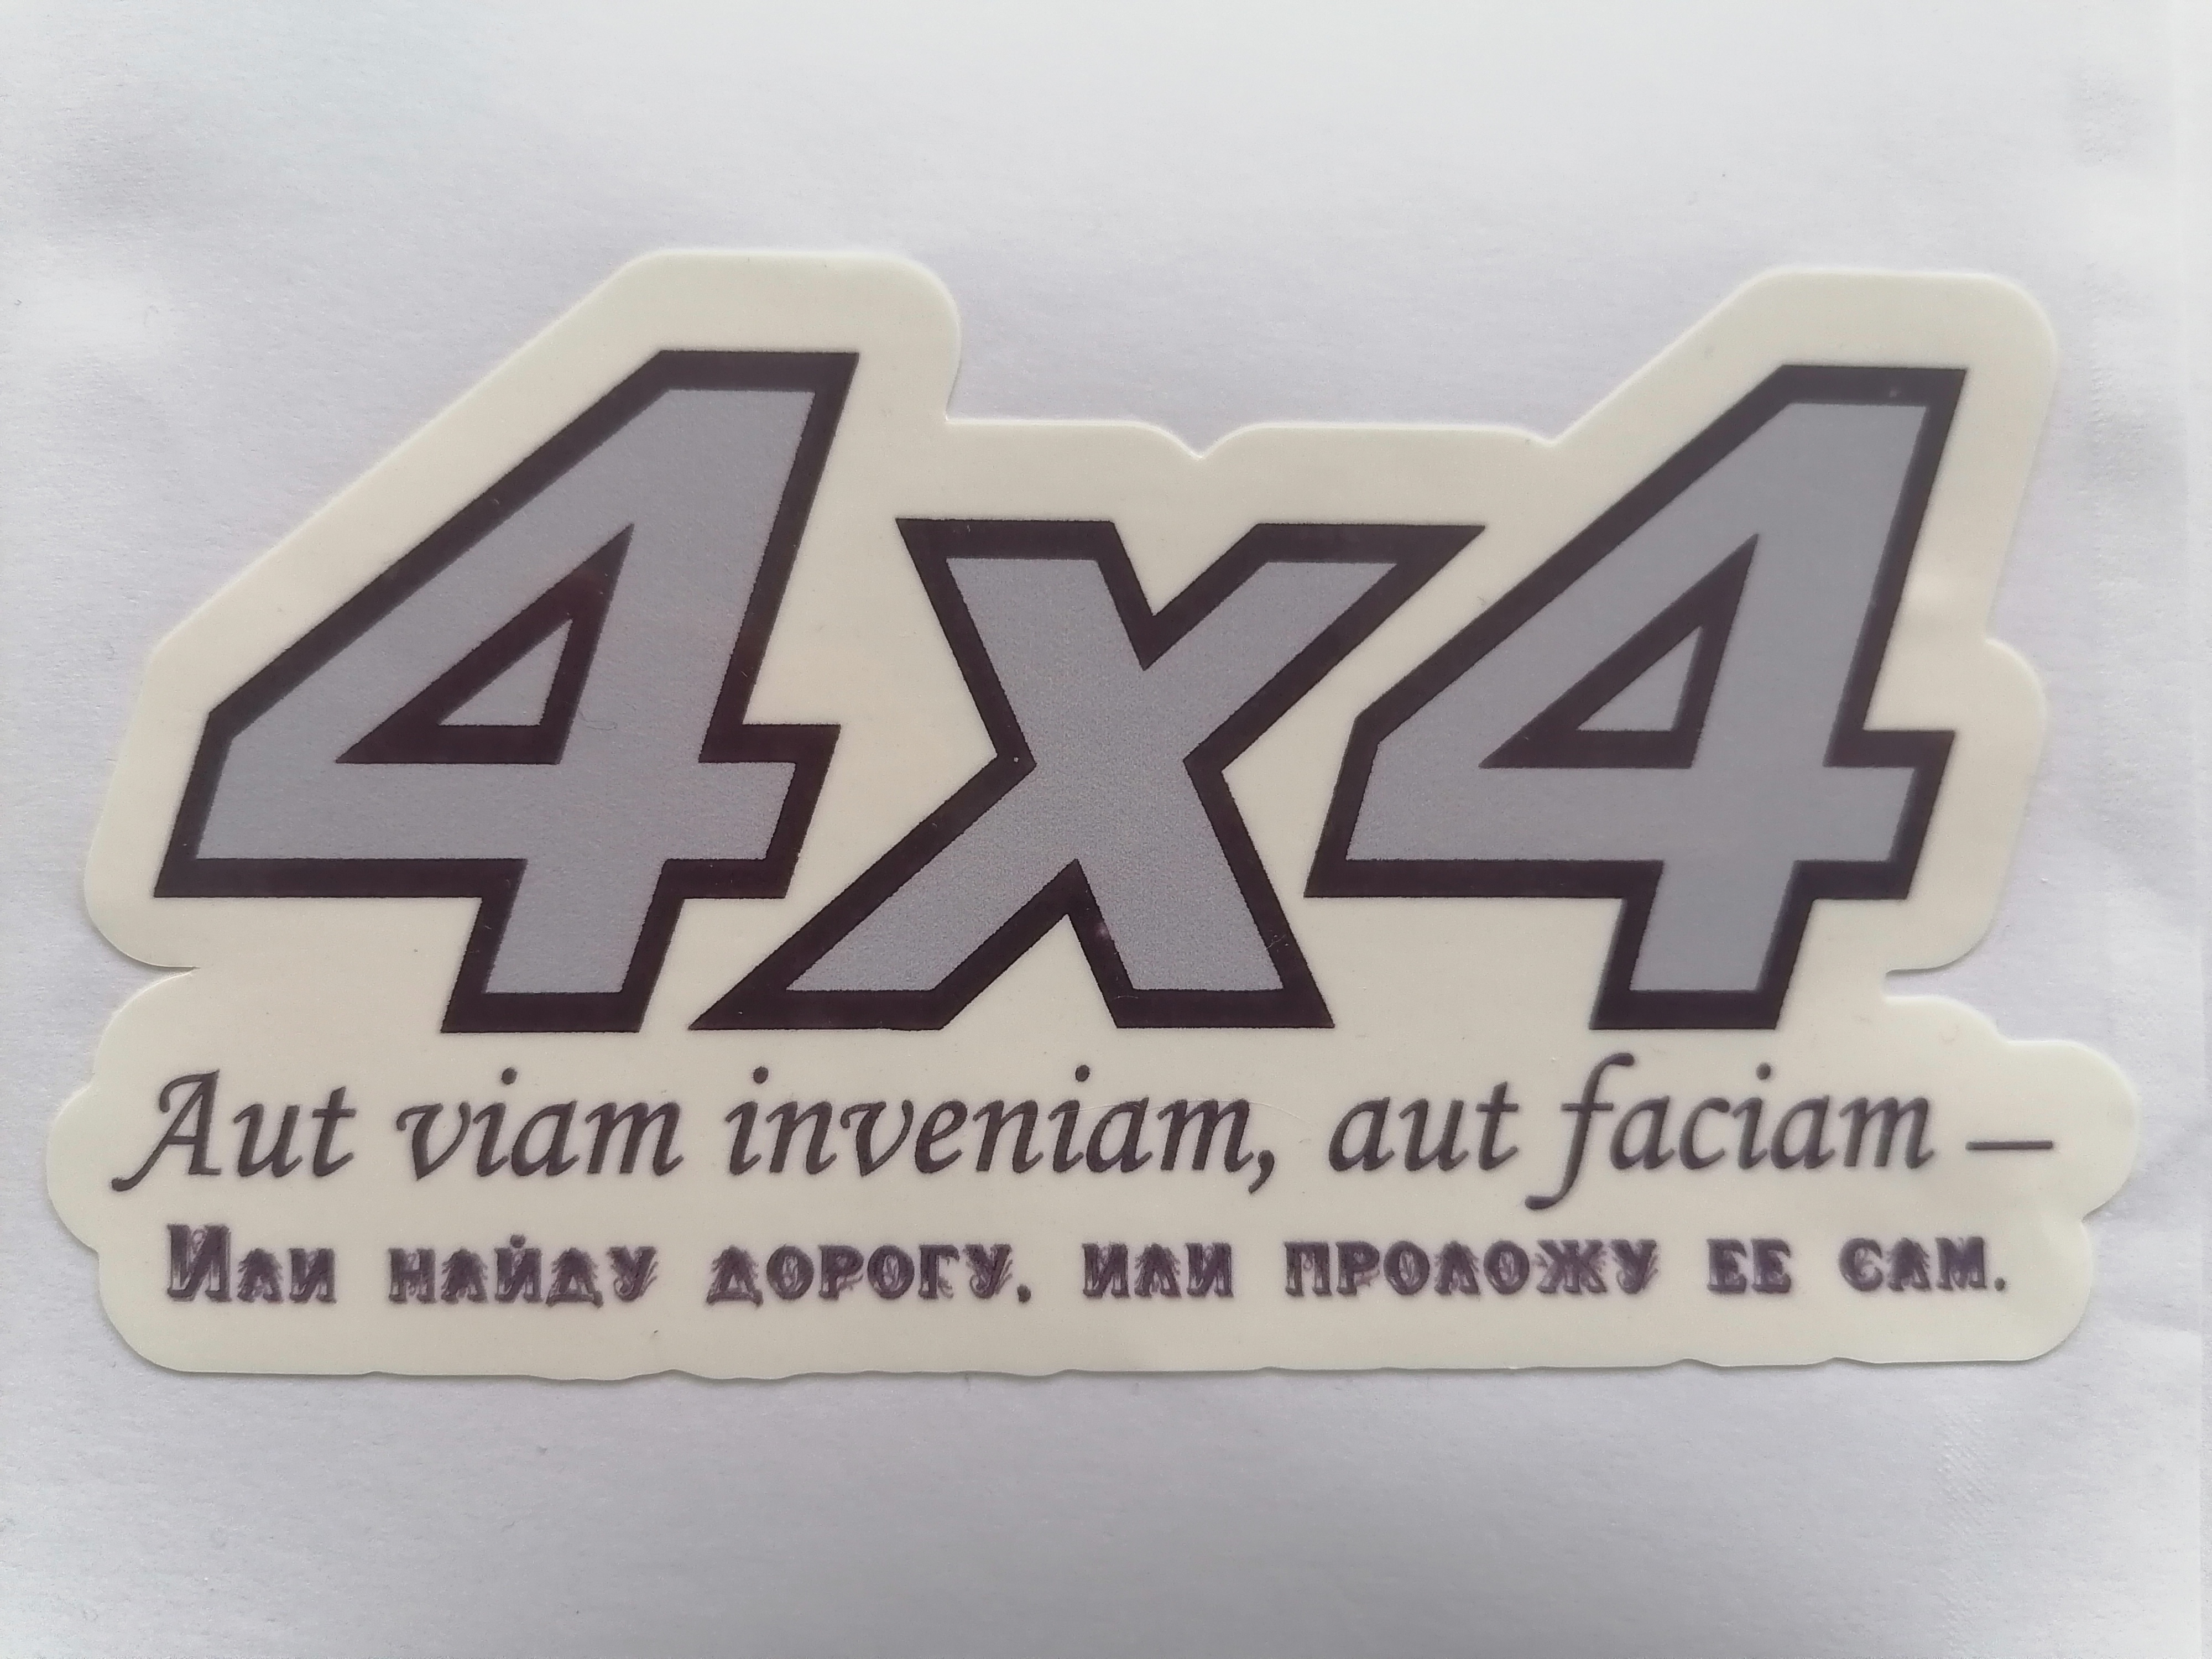 4x4
Aut viam inveniam, aut faciam –
Или найду дорогу, или проложу ее сам.